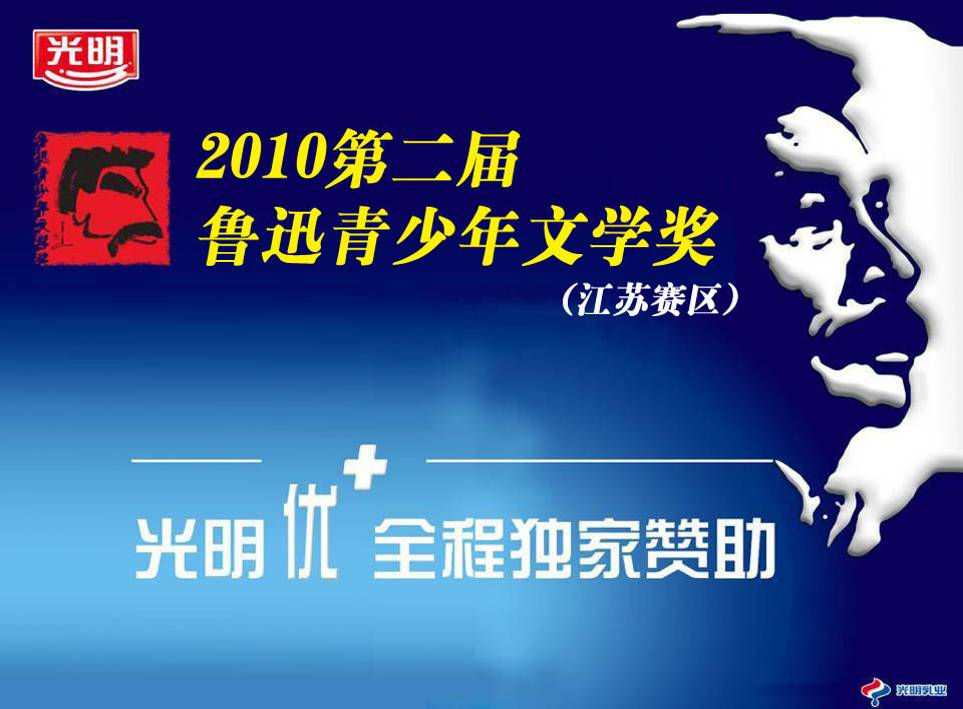 光明
2010第二届
鲁迅青少年文学奖
（江苏赛区）
光明优+全程独家赞助
光明乳业